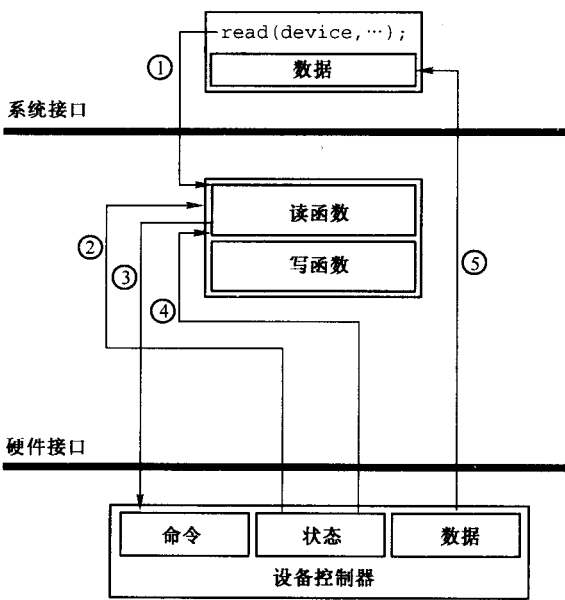 read(device,…);
①
数据
系统接口
读函数
②
③
写函数
④
⑤
硬件接口
命令
状态
数据
设备控制器